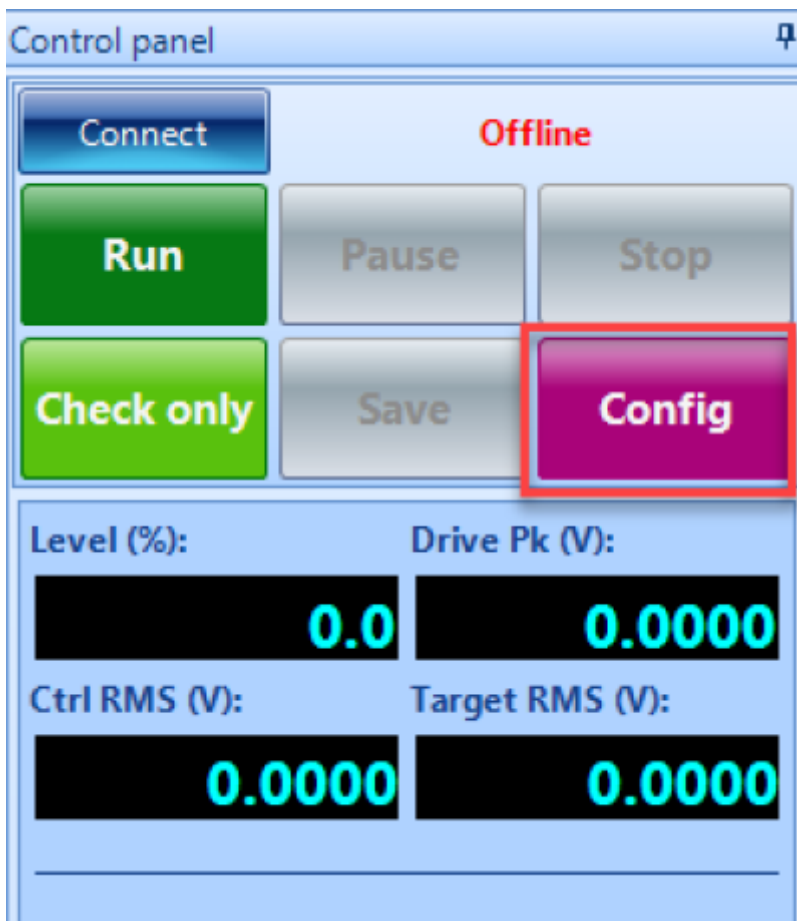 Control panel
Connect Offline
Run Pause Stop
Check only Save Config
Level (%): Drive Pk (V):
0.0 0.0000
Ctrl RMS (V): Target RMS (V):
0.0000 0.0000